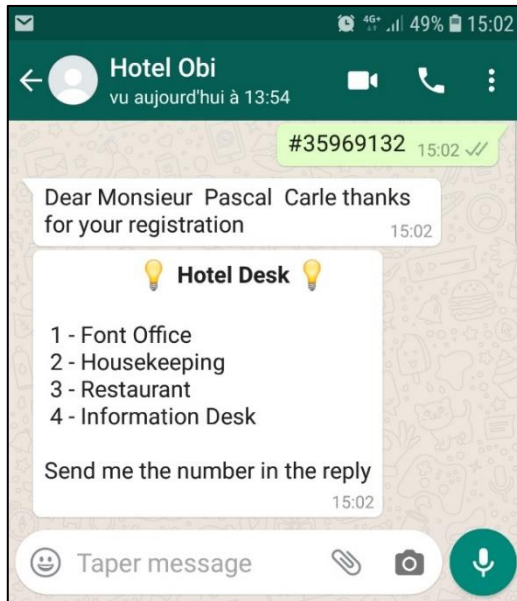 4G+ 49% 15:02
Hotel Obi
vu aujourd'hui à 13:54
#35969132 15:02
Dear Monsieur Pascal Carle thanks
for your registration
15:02
Hotel Desk
1 - Font Office
2 - Housekeeping
3 - Restaurant
4 - Information Desk
Send me the number in the reply
15:02
Taper message